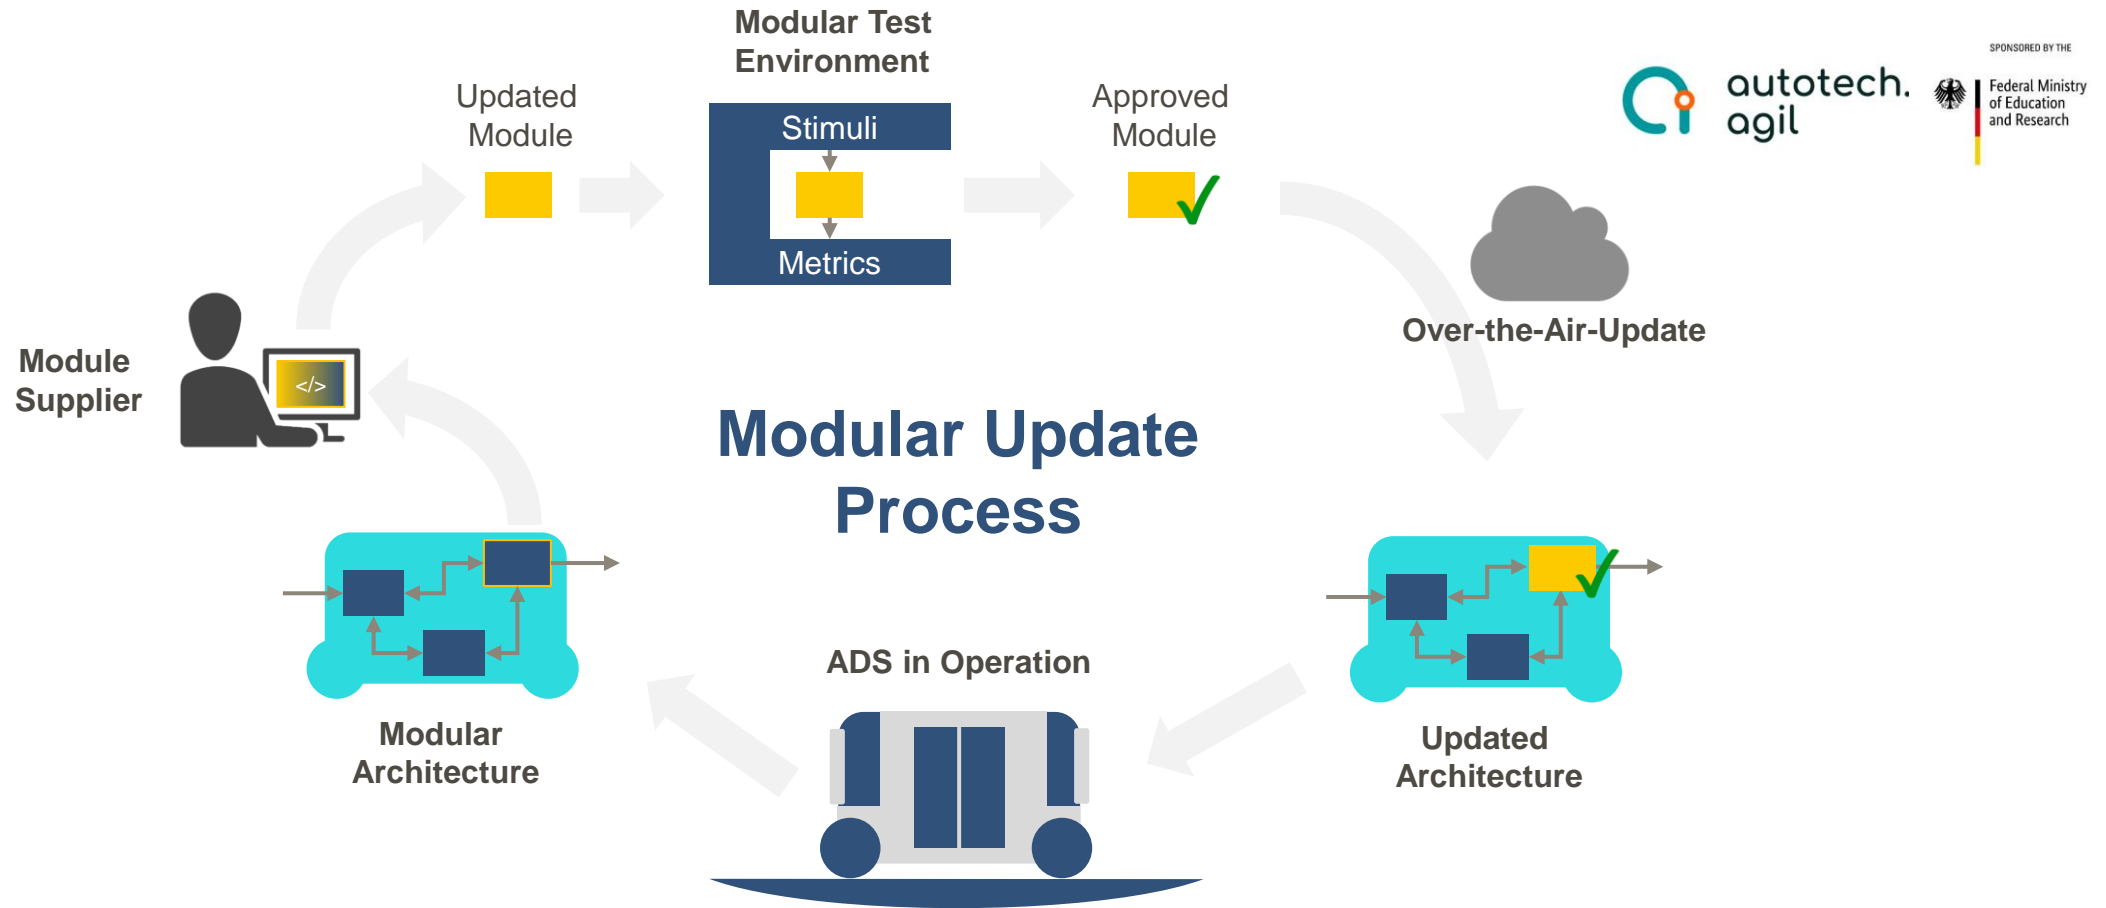 Modular Test
Environment
SPONSORED BY THE
autotech.
agil
Federal Ministry
of Education
and Research
Updated
Module
Stimuli
Metrics
Approved
Module
Over-the-Air-Update
Module
Supplier
</>
Modular Update
Process
ADS in Operation
Modular
Architecture
Updated
Architecture